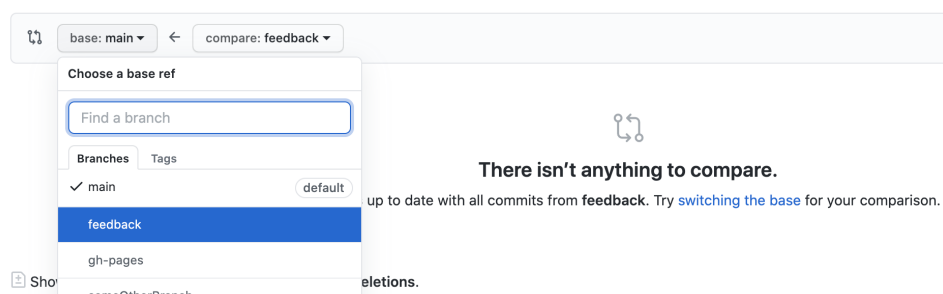 base: main compare: feedback
Choose a base ref
Find a branch
Branches Tags
There isn't anything to compare.
main default
up to date with all commits from feedback. Try switching the base for your comparison.
feedback
gh-pages
Sho
eletions.
someOtherBranch